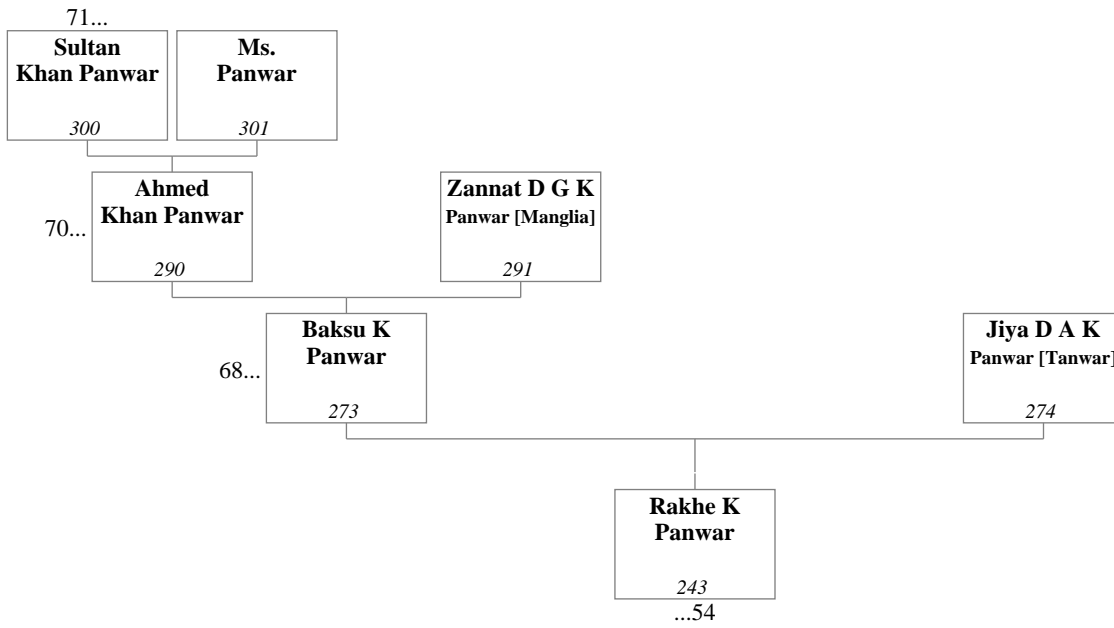 71...
Sultan
Khan Panwar
300
Ms.
Panwar
301
70...
Ahmed
Khan Panwar
290
Zannat D G K
Panwar [Manglia]
291
68...
Baksu K
Panwar
273
Jiya D A K
Panwar [Tanwar]
274
Rakhe K
Panwar
243
...54